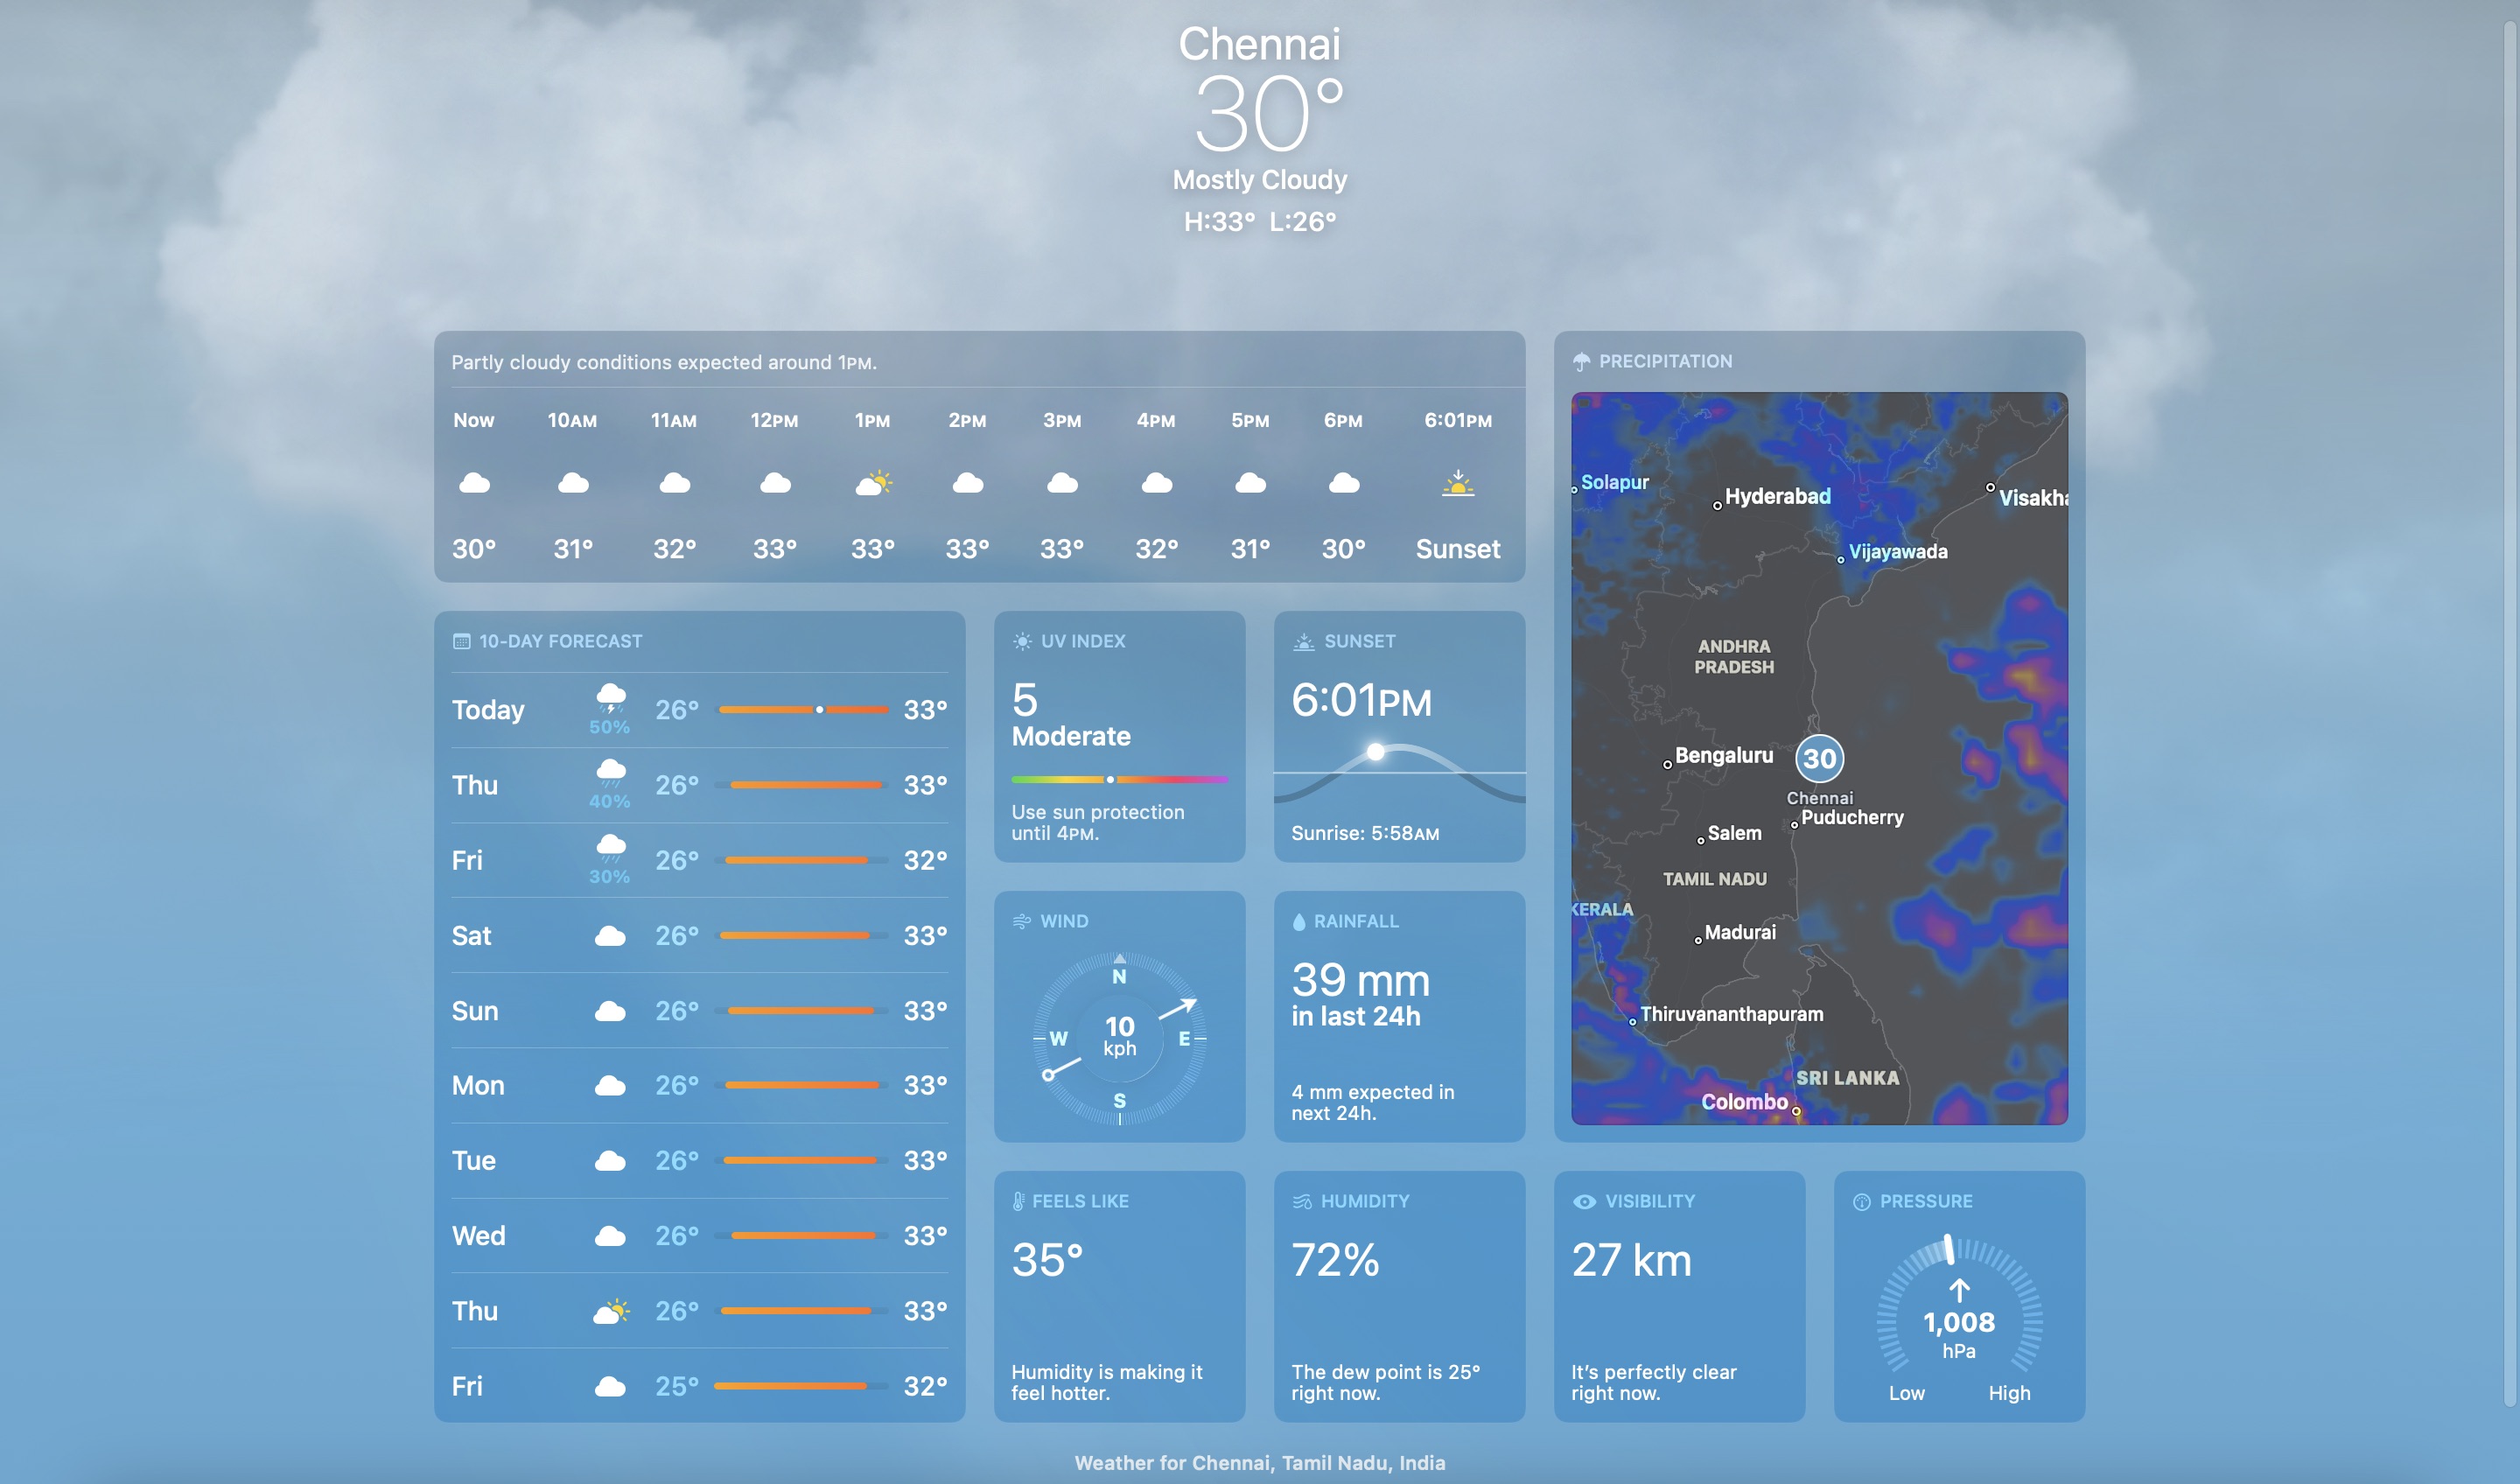 Chennai
30°
Mostly Cloudy
H:33° L:26°
Partly cloudy conditions expected around 1PM.
Now 10AM 11AM 12PM 1PM 2PM 3PM 4PM 5PM 6PM 6:01PM
30° 31° 32° 33° 33° 33° 33° 32° 31° 30° Sunset
10-DAY FORECAST
Today 50% 26° 33°
Thu 40% 26° 33°
Fri 30% 26° 32°
Sat 26° 33°
Sun 26° 33°
Mon 26° 33°
Tue 26° 33°
Wed 26° 33°
Thu 26° 33°
Fri 25° 32°
UV INDEX
5
Moderate
Use sun protection
until 4PM.
SUNSET
6:01PM
Sunrise: 5:58AM
WIND
N
W
10
kph
E
S
RAINFALL
39 mm
in last 24h
4 mm expected in
next 24h.
PRECIPITATION
Solapur
Hyderabad
Visakha
Vijayawada
ANDHRA
PRADESH
Bengaluru
30
Chennai
Puducherry
Salem
TAMIL NADU
KERALA
Madurai
Thiruvananthapuram
SRI LANKA
Colombo
FEELS LIKE
35°
Humidity is making it
feel hotter.
HUMIDITY
72%
The dew point is 25°
right now.
VISIBILITY
27 km
It’s perfectly clear
right now.
PRESSURE
1,008
hPa
Low High
Weather for Chennai, Tamil Nadu, India